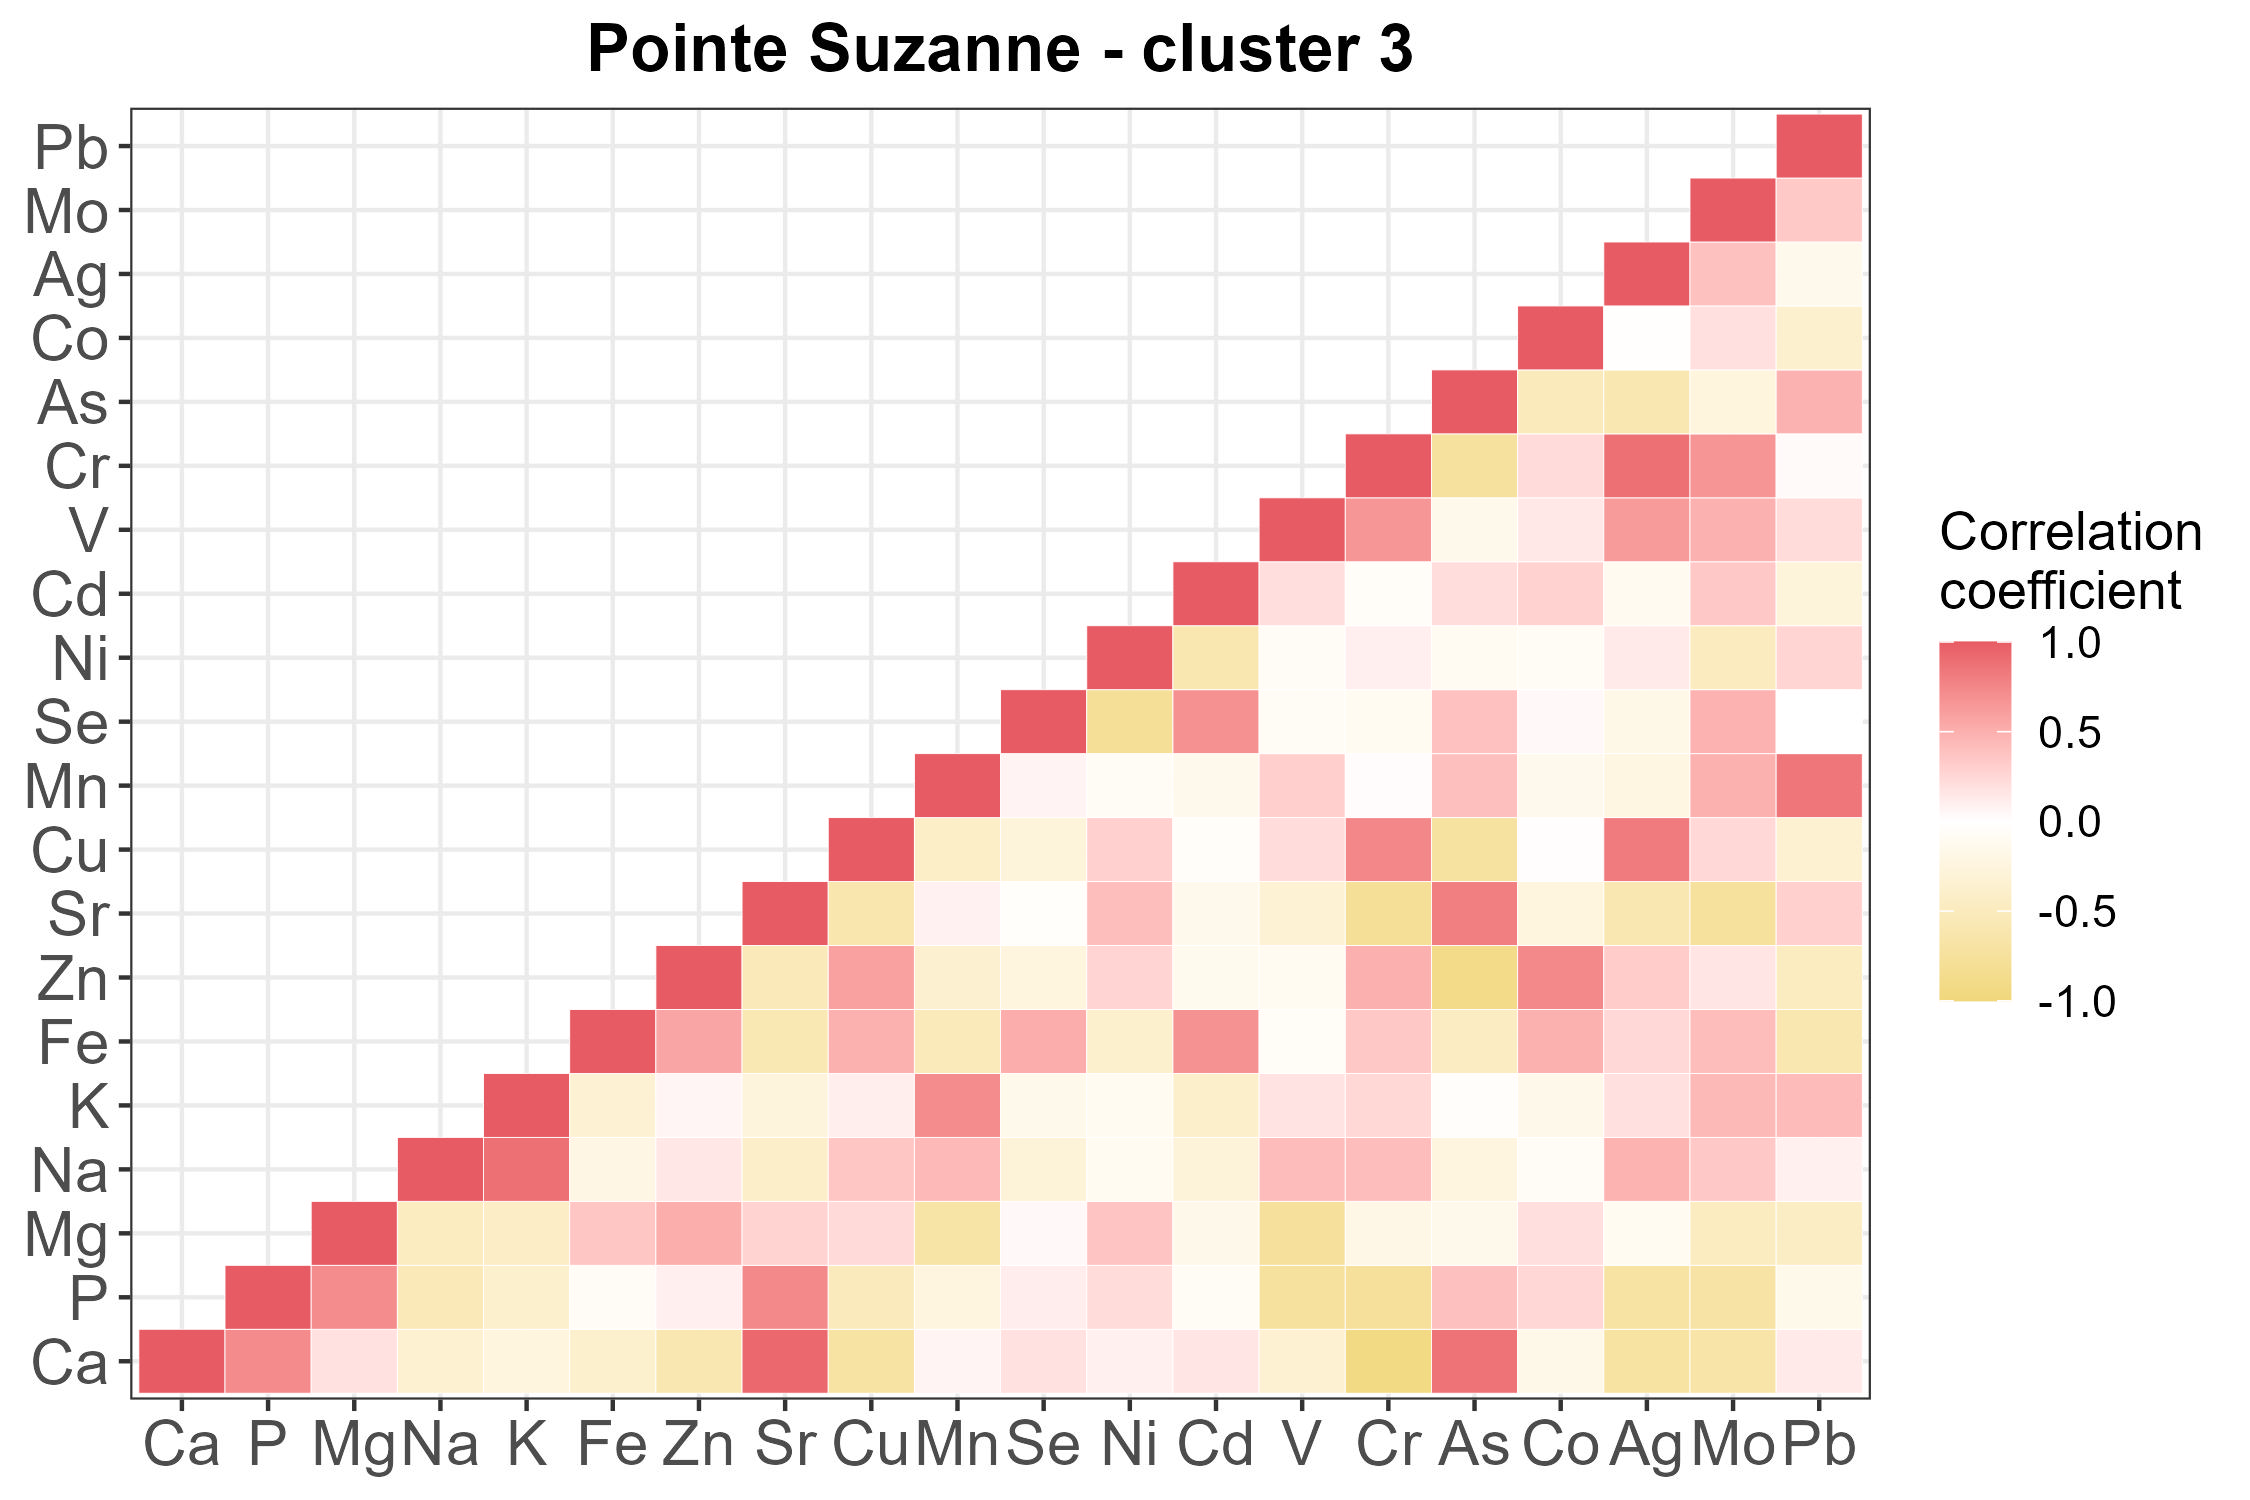 Pointe Suzanne - cluster 3
Pb
Mo
Ag
Co
As
Cr
V
Cd
Ni
Se
Mn
Cu
Sr
Zn
Fe
K
Na
Mg
P
Ca
Ca P Mg Na K Fe Zn Sr Cu Mn Se Ni Cd V Cr As Co Ag Mo Pb
Correlation
coefficient
1.0
0.5
0.0
-0.5
-1.0